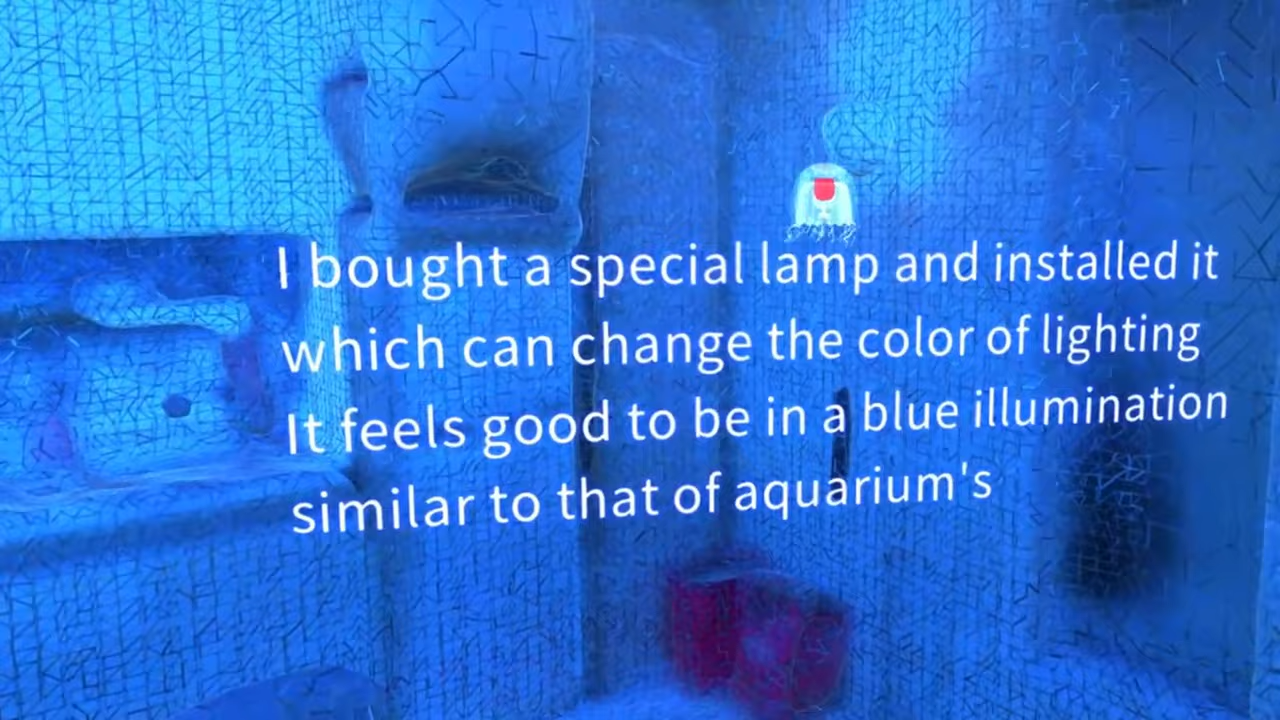 I bought a special lamp and installed it
which can change the color of lighting
It feels good to be in a blue illumination
similar to that of aquarium's